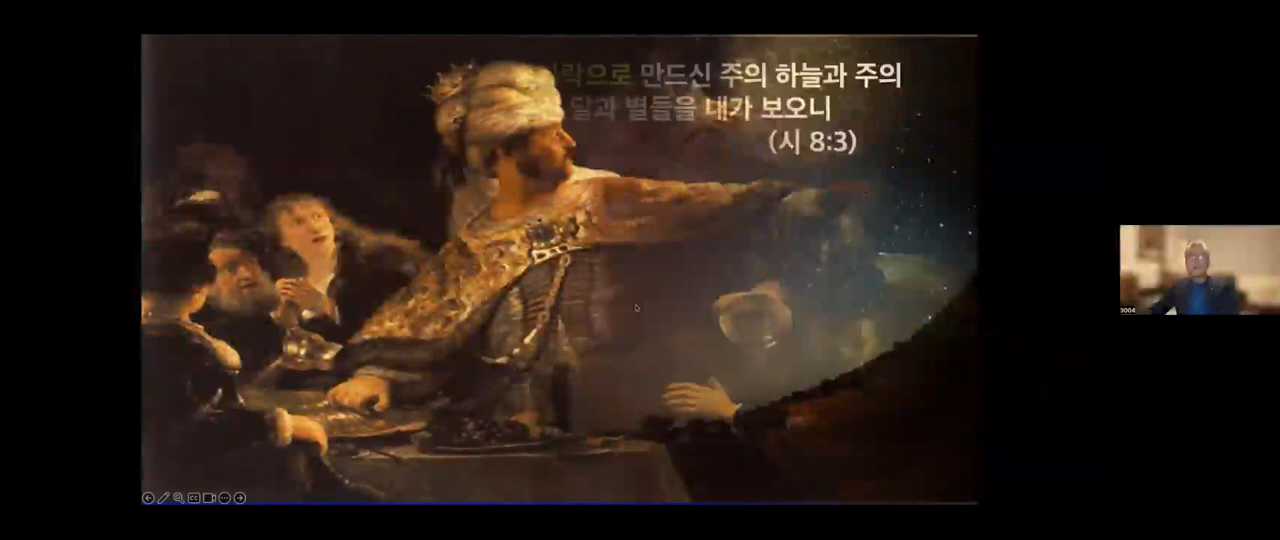 락으로 만드신 주의 하늘과 주의
달과 별들을 내가 보오니
(시 8:3)
3004